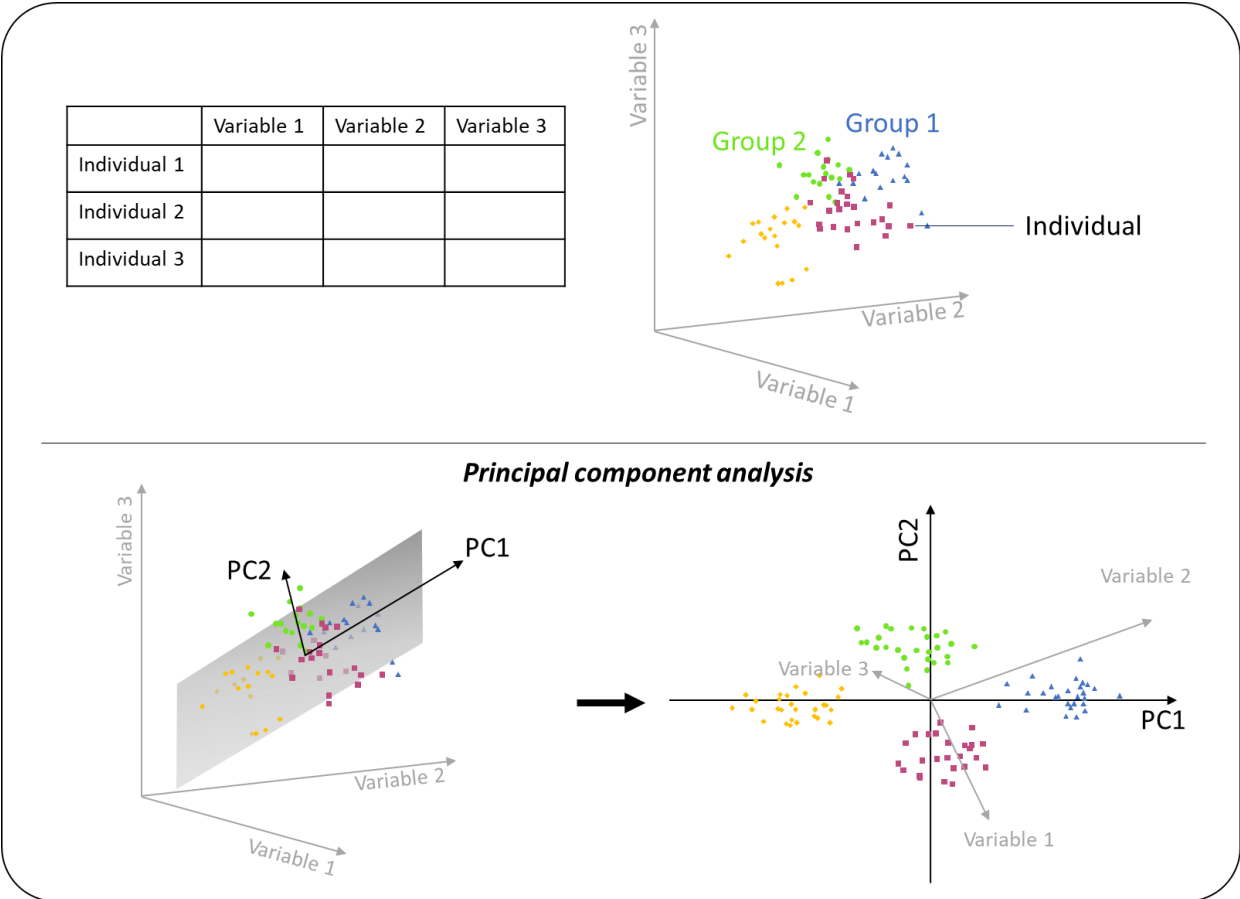 Variable 1 Variable 2 Variable 3
Individual 1
Individual 2
Individual 3
Variable 3
Group 1
Group 2
Individual
Variable 2
Variable 1
Principal component analysis
Variable 3
PC1
PC2
Variable 2
Variable 1
PC2
Variable 2
Variable 3
PC1
Variable 1